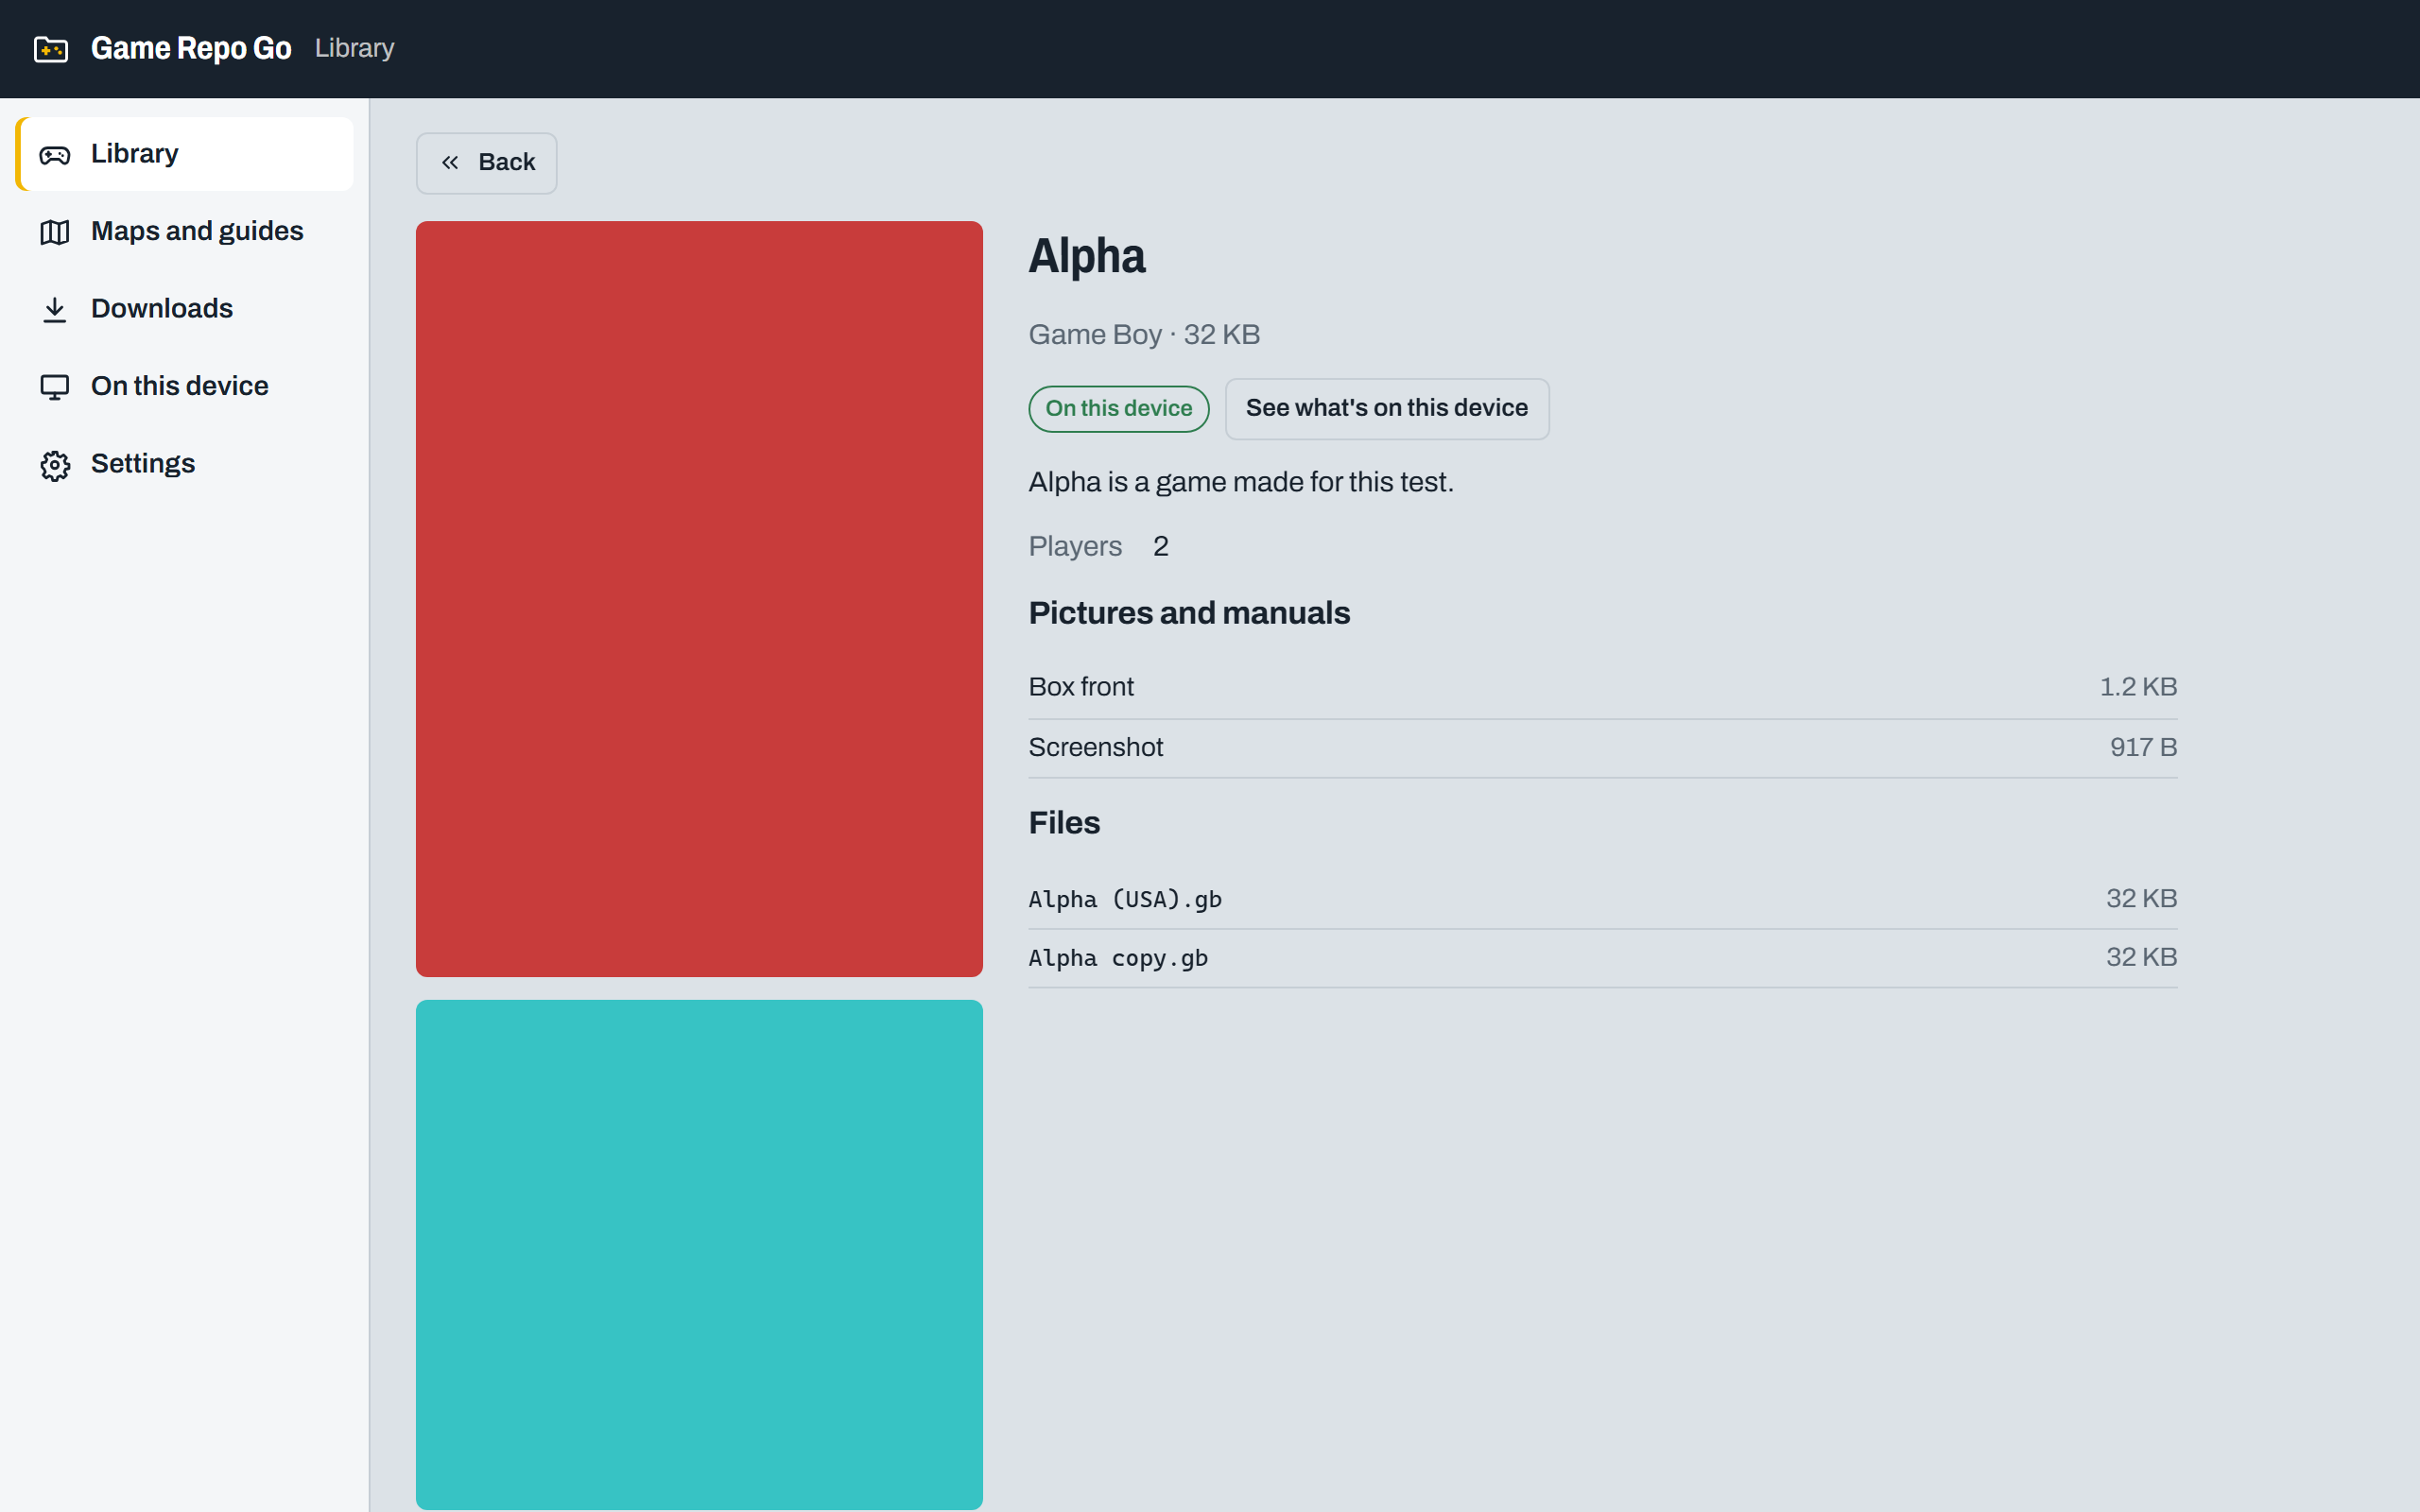 Game Repo Go Library
Library
Maps and guides
Downloads
On this device
Settings
Back
Alpha
Game Boy · 32 KB
On this device
See what's on this device
Alpha is a game made for this test.
Players 2
Pictures and manuals
Box front 1.2 KB
Screenshot 917 B
Files
Alpha (USA).gb 32 KB
Alpha copy.gb 32 KB